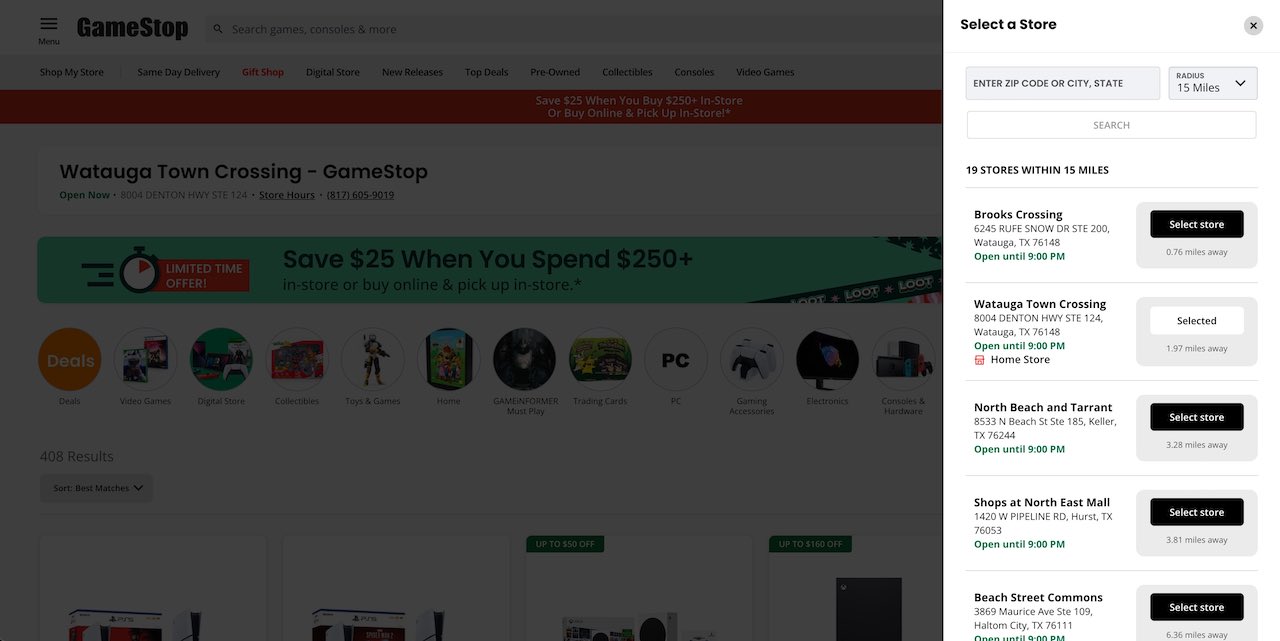 Menu
GameStop
Search games, consoles & more
Shop My Store
Same Day Delivery
Gift Shop
Digital Store
New Releases
Top Deals
Pre-Owned
Collectibles
Consoles
Video Games
Save $25 When You Buy $250+ In-Store
Or Buy Online & Pick Up In-Store!*
Watauga Town Crossing - GameStop
Open Now • 8004 DENTON HWY STE 124 • Store Hours • (817) 605-9019
LIMITED TIME
OFFER!
Save $25 When You Spend $250+
in-store or buy online & pick up in-store.*
LOOT LOOT LOOT
Deals
PC
Deals
Video Games
Digital Store
Collectibles
Toys & Games
Home
GAMEINFORMER
Must Play
Trading Cards
PC
Gaming
Accessories
Electronics
Consoles &
Hardware
408 Results
Sort: Best Matches
UP TO $50 OFF
UP TO $160 OFF
Select a Store
ENTER ZIP CODE OR CITY, STATE
RADIUS
15 Miles
SEARCH
19 STORES WITHIN 15 MILES
Brooks Crossing
6245 RUFE SNOW DR STE 200,
Watauga, TX 76148
Open until 9:00 PM
Select store
0.76 miles away
Watauga Town Crossing
8004 DENTON HWY STE 124,
Watauga, TX 76148
Open until 9:00 PM
Home Store
Selected
1.97 miles away
North Beach and Tarrant
8533 N Beach St Ste 185, Keller,
TX 76244
Open until 9:00 PM
Select store
3.28 miles away
Shops at North East Mall
1420 W PIPELINE RD, Hurst, TX
76053
Open until 9:00 PM
Select store
3.81 miles away
Beach Street Commons
3869 Maurice Ave Ste 109,
Haltom City, TX 76111
Open until 9:00 PM
Select store
6.36 miles away